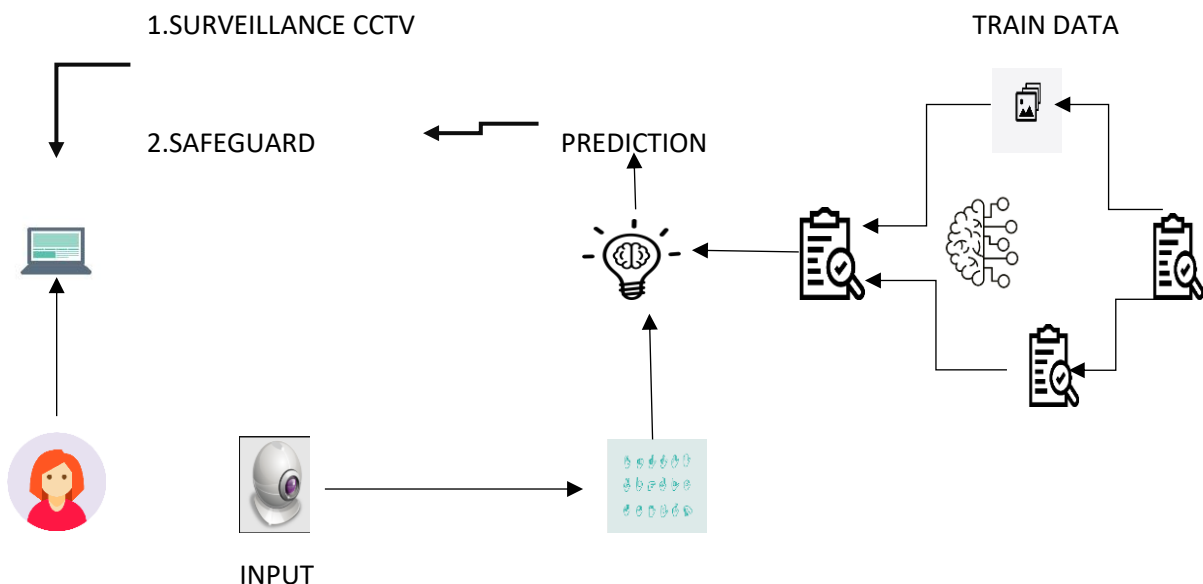 1.SURVEILLANCE CCTV
TRAIN DATA
2.SAFEGUARD
PREDICTION
INPUT